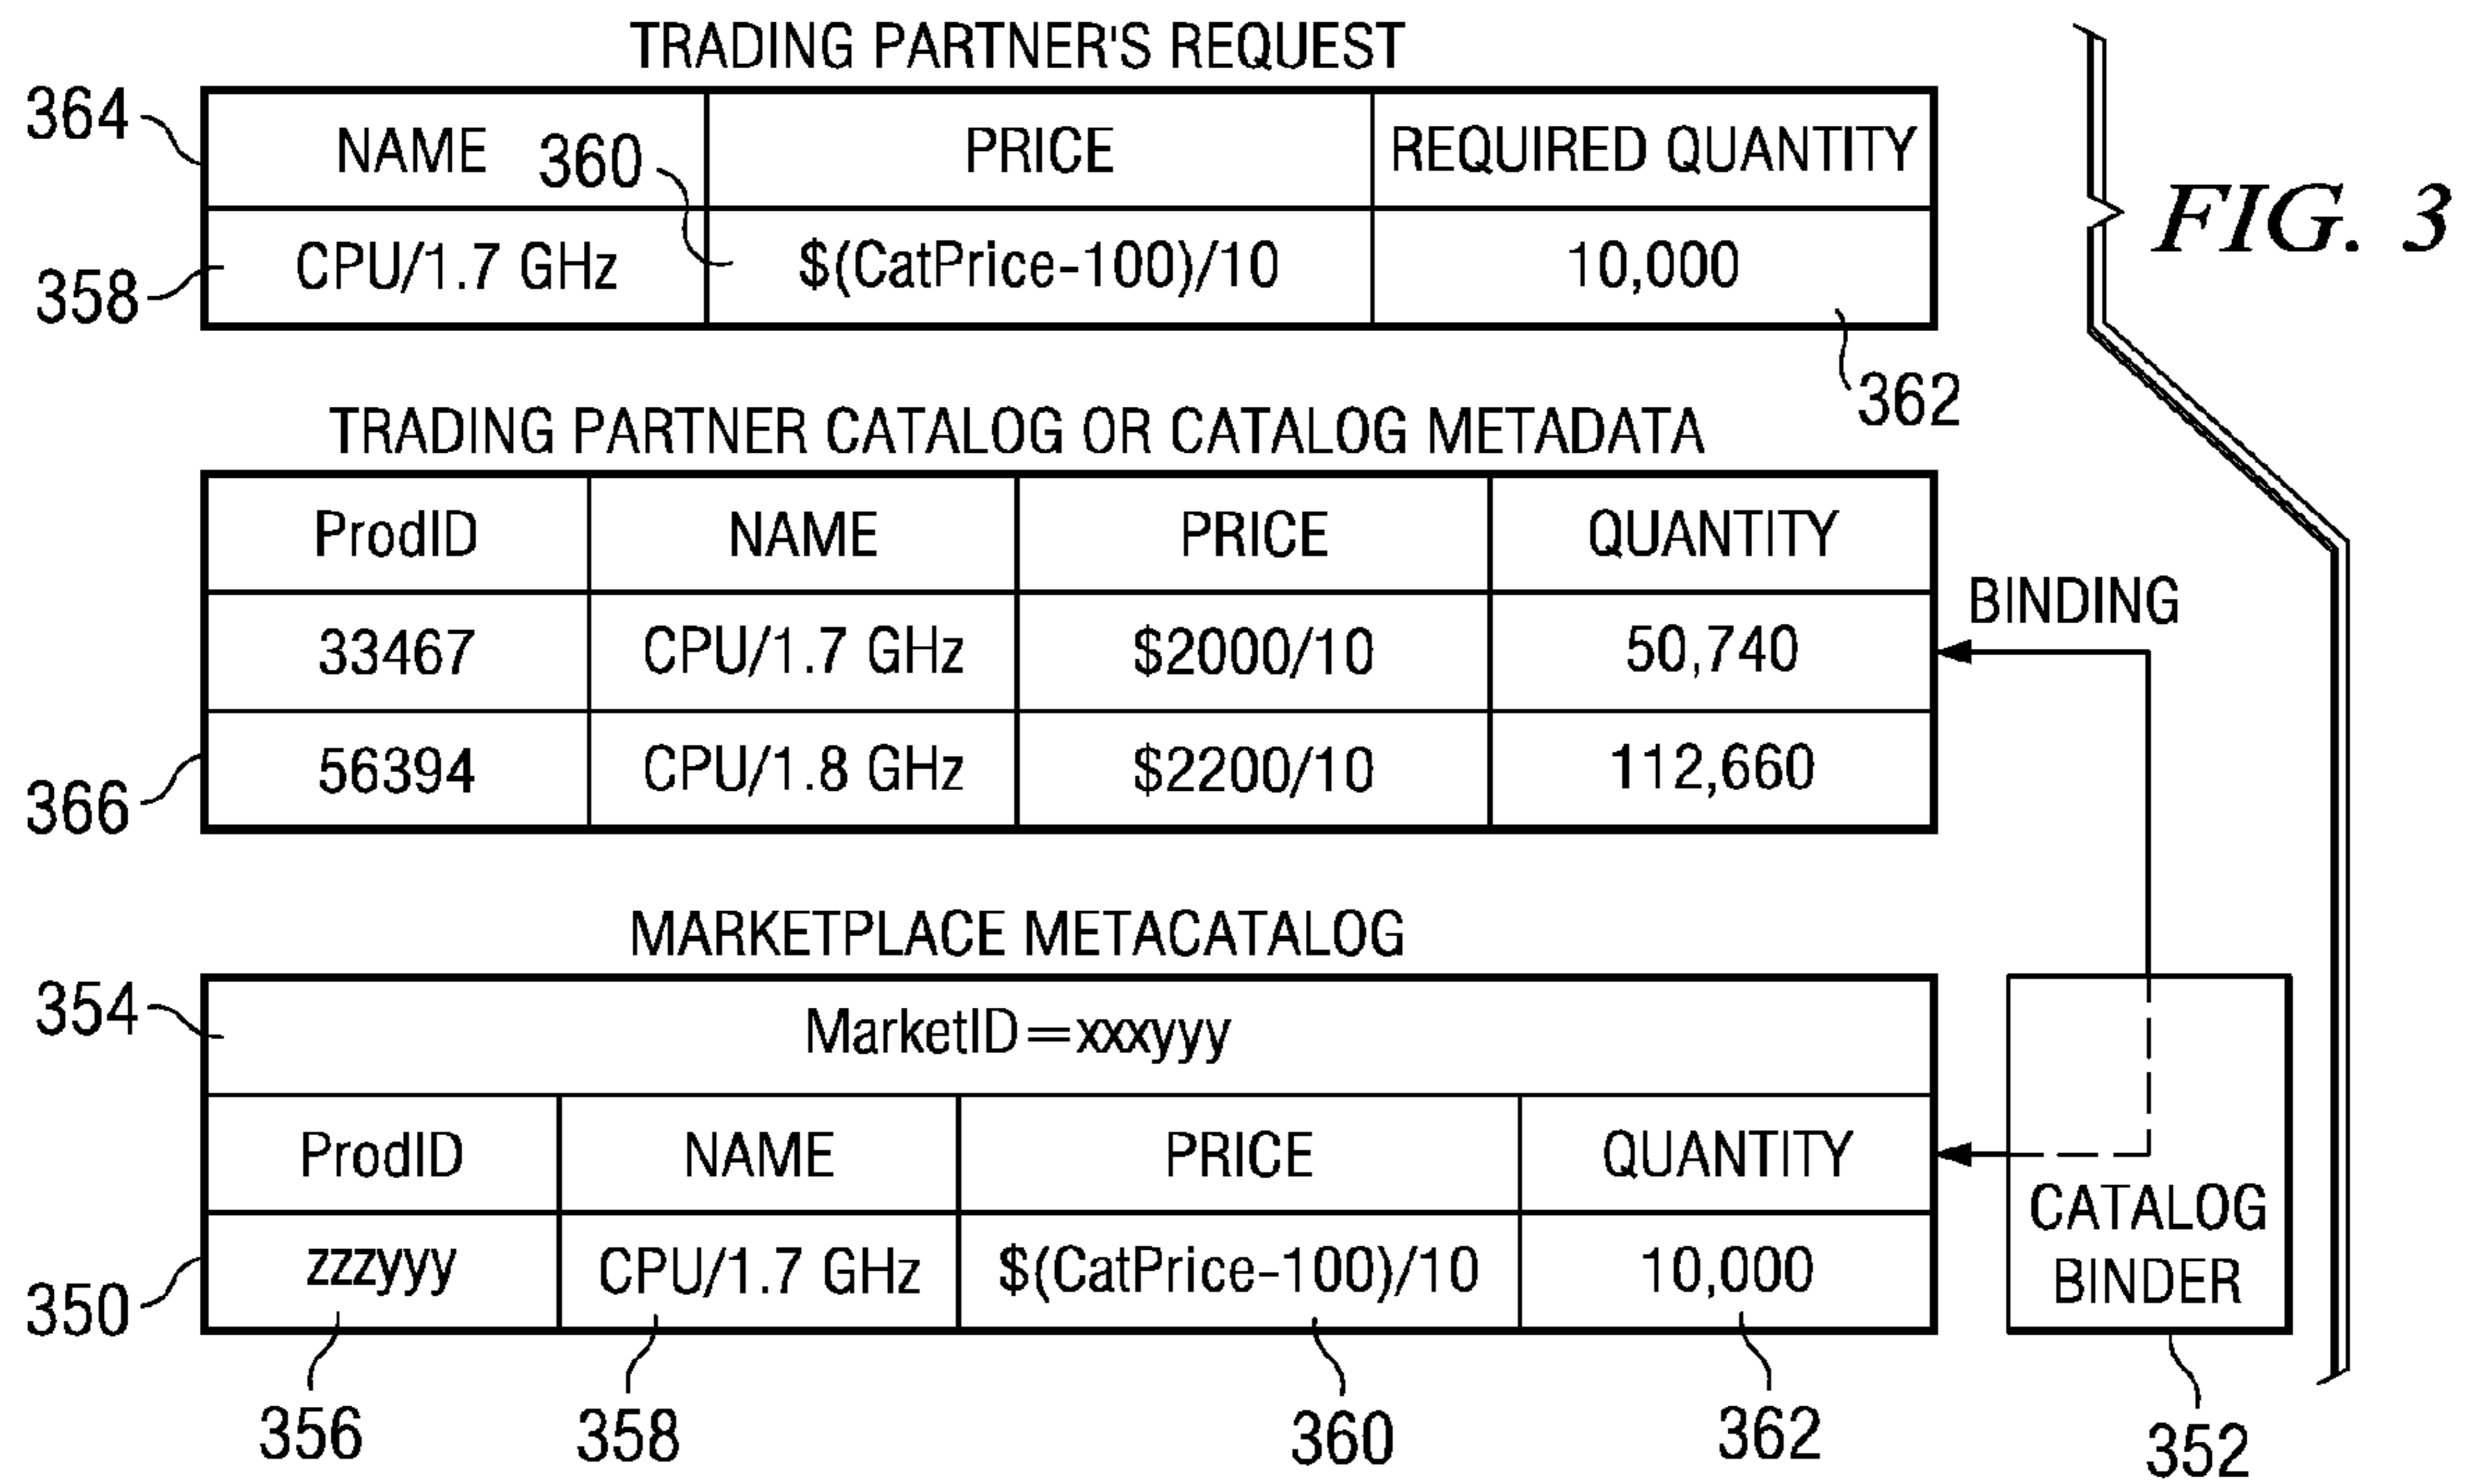 TRADING PARTNER'S REQUEST
364
NAME
360
PRICE
REQUIRED QUANTITY
FIG. 3
358
CPU/1.7 GHz
$(CatPrice-100)/10
10,000
362
TRADING PARTNER CATALOG OR CATALOG METADATA
ProdID
NAME
PRICE
QUANTITY
BINDING
33467
CPU/1.7 GHz
$2000/10
50,740
366
56394
CPU/1.8 GHz
$2200/10
112,660
MARKETPLACE METACATALOG
354
MarketID=xxxyyy
ProdID
NAME
PRICE
QUANTITY
CATALOG
BINDER
350
zzzyyy
CPU/1.7 GHz
$(CatPrice-100)/10
10,000
356
358
360
362
352